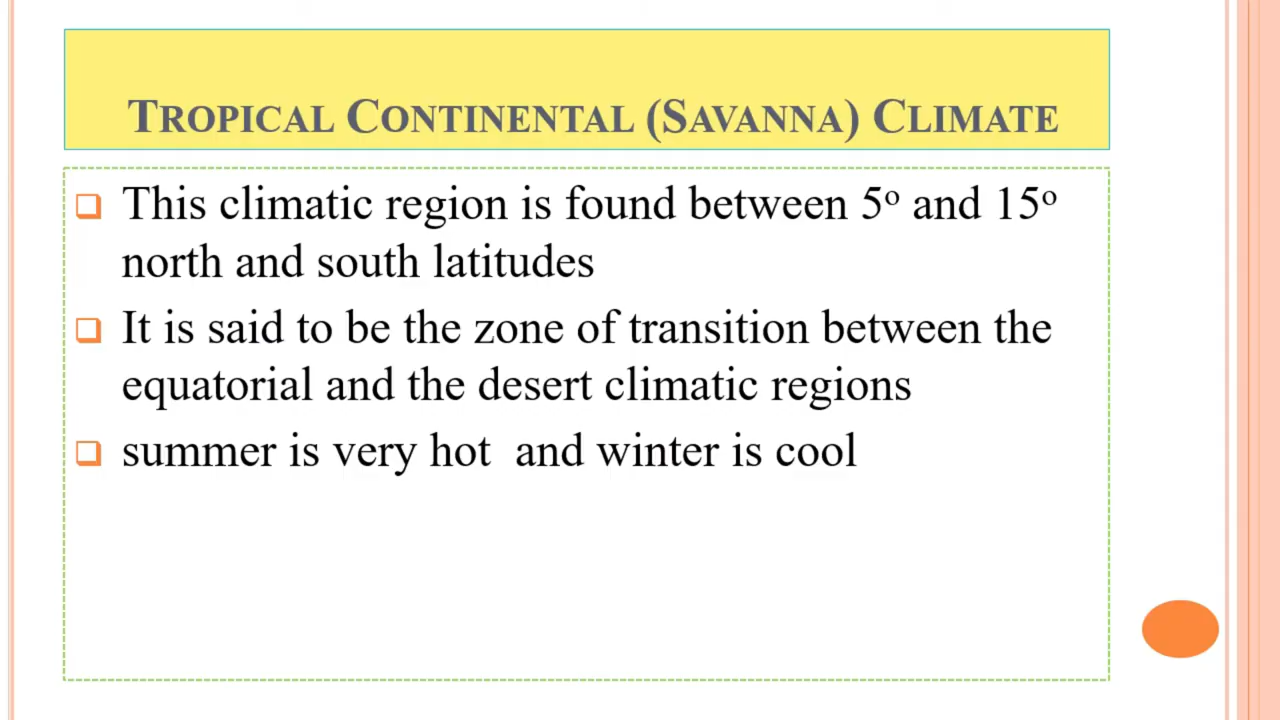 TROPICAL CONTINENTAL (SAVANNA) CLIMATE
This climatic region is found between 5º and 15º
north and south latitudes
It is said to be the zone of transition between the
equatorial and the desert climatic regions
summer is very hot  and winter is cool